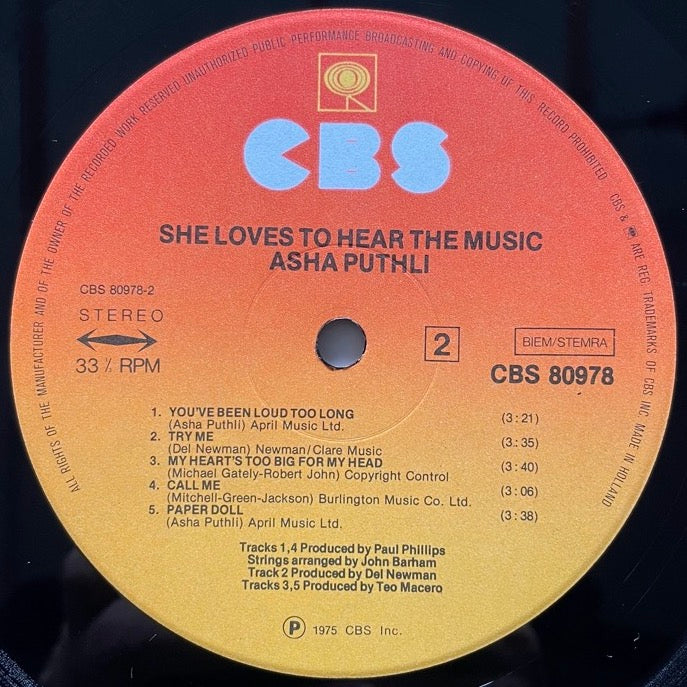 ALL RIGHTS OF THE MANUFACTURER AND OF THE OWNER OF THE RECORDED WORK RESERVED UNAUTHORIZED PUBLIC PERFORMANCE BROADCASTING AND COPYING OF THIS RECORD PROHIBITED CBS & ARE REG. TRADEMARKS OF CBS INC. MADE IN HOLLAND
CBS
SHE LOVES TO HEAR THE MUSIC
ASHA PUTHLI
CBS 80978-2
STEREO
33 ⅓ RPM
2
BIEM/STEMRA
CBS 80978
1. YOU'VE BEEN LOUD TOO LONG (3:21)
(Asha Puthli) April Music Ltd.
2. TRY ME (3:35)
(Del Newman) Newman/Clare Music
3. MY HEART'S TOO BIG FOR MY HEAD (3:40)
(Michael Gately-Robert John) Copyright Control
4. CALL ME (3:06)
(Mitchell-Green-Jackson) Burlington Music Co. Ltd.
5. PAPER DOLL (3:38)
(Asha Puthli) April Music Ltd.
Tracks 1,4 Produced by Paul Phillips
Strings arranged by John Barham
Track 2 Produced by Del Newman
Tracks 3,5 Produced by Teo Macero
Ⓟ 1975 CBS Inc.